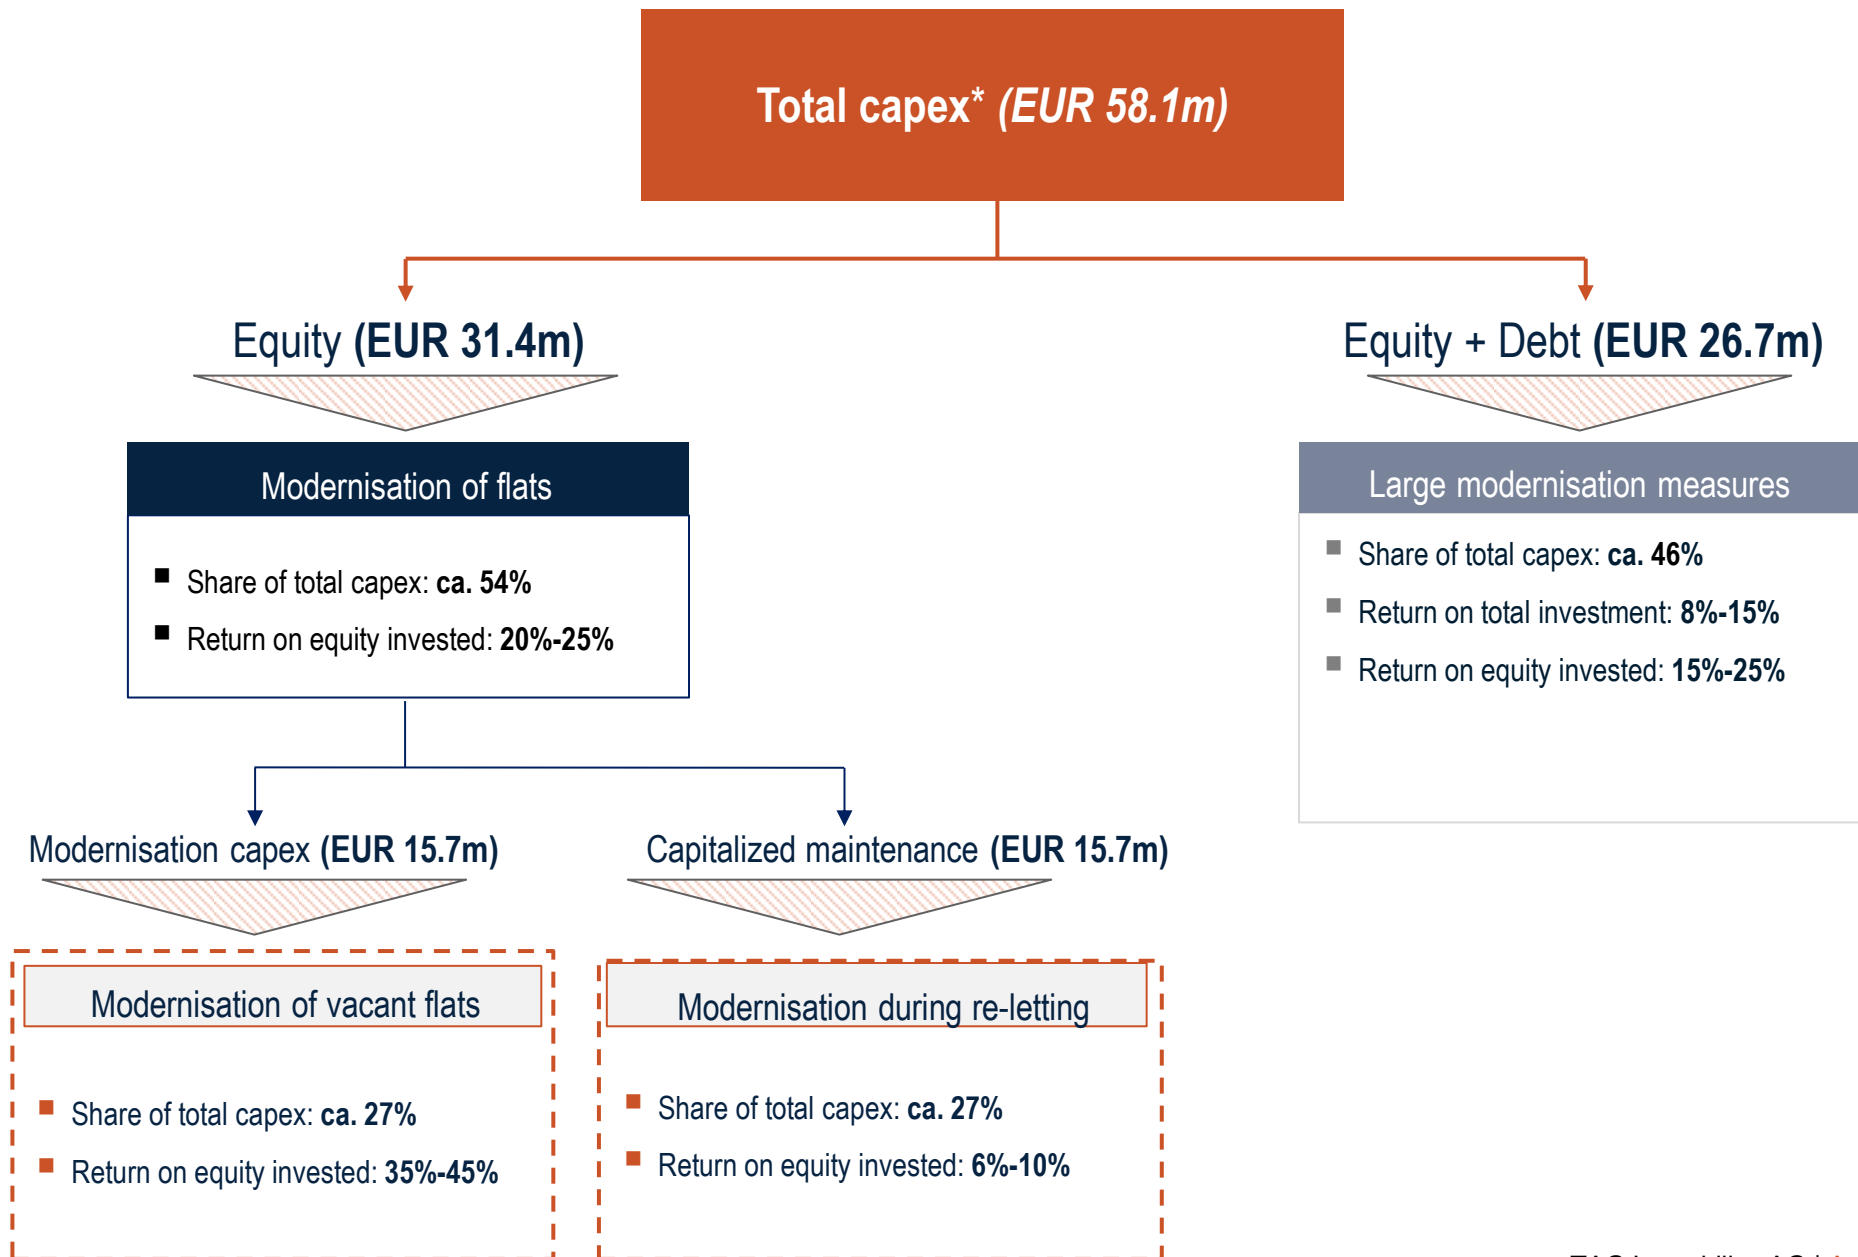 Total capex* (EUR 58.1m)
Equity (EUR 31.4m)
Equity + Debt (EUR 26.7m)
Modernisation of flats
■ Share of total capex: ca. 54%
■ Return on equity invested: 20%-25%
Large modernisation measures
■ Share of total capex: ca. 46%
■ Return on total investment: 8%-15%
■ Return on equity invested: 15%-25%
Modernisation capex (EUR 15.7m)
Capitalized maintenance (EUR 15.7m)
Modernisation of vacant flats
■ Share of total capex: ca. 27%
■ Return on equity invested: 35%-45%
Modernisation during re-letting
■ Share of total capex: ca. 27%
■ Return on equity invested: 6%-10%